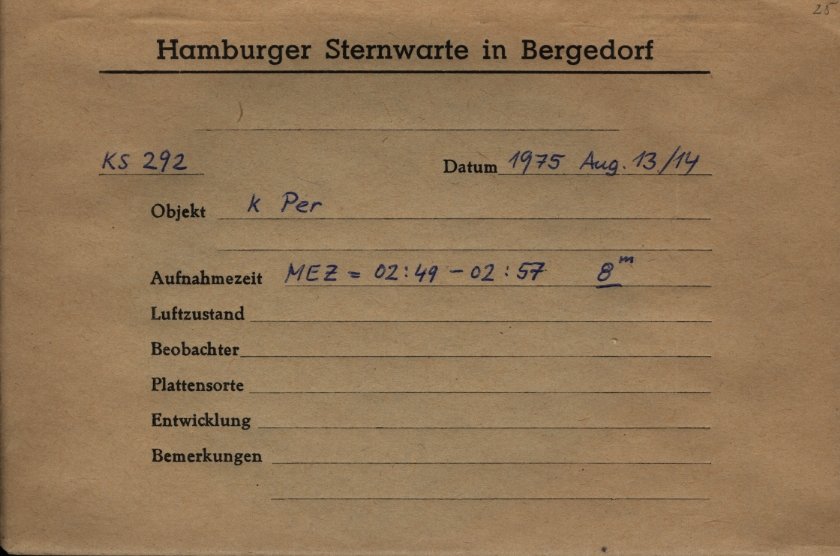 25
Hamburger Sternwarte in Bergedorf
KS 292 Datum 1975 Aug. 13/14
Objekt κ Per
Aufnahmezeit MEZ = 02:49 – 02:57 8ᵐ
Luftzustand
Beobachter
Plattensorte
Entwicklung
Bemerkungen